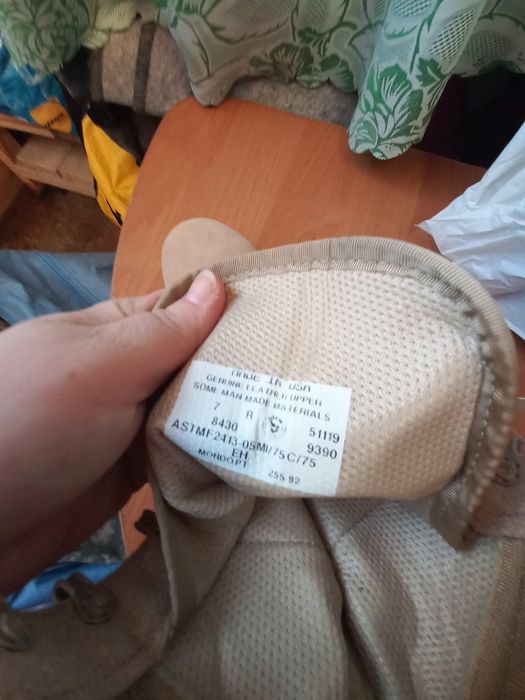 MADE IN USA
GENUINE LEATHER UPPER
SOME MAN MADE MATERIALS
7 R 51119
8430 9390
ASTMF2413-05MI/75C/75
EH
MONDOPT 255 92